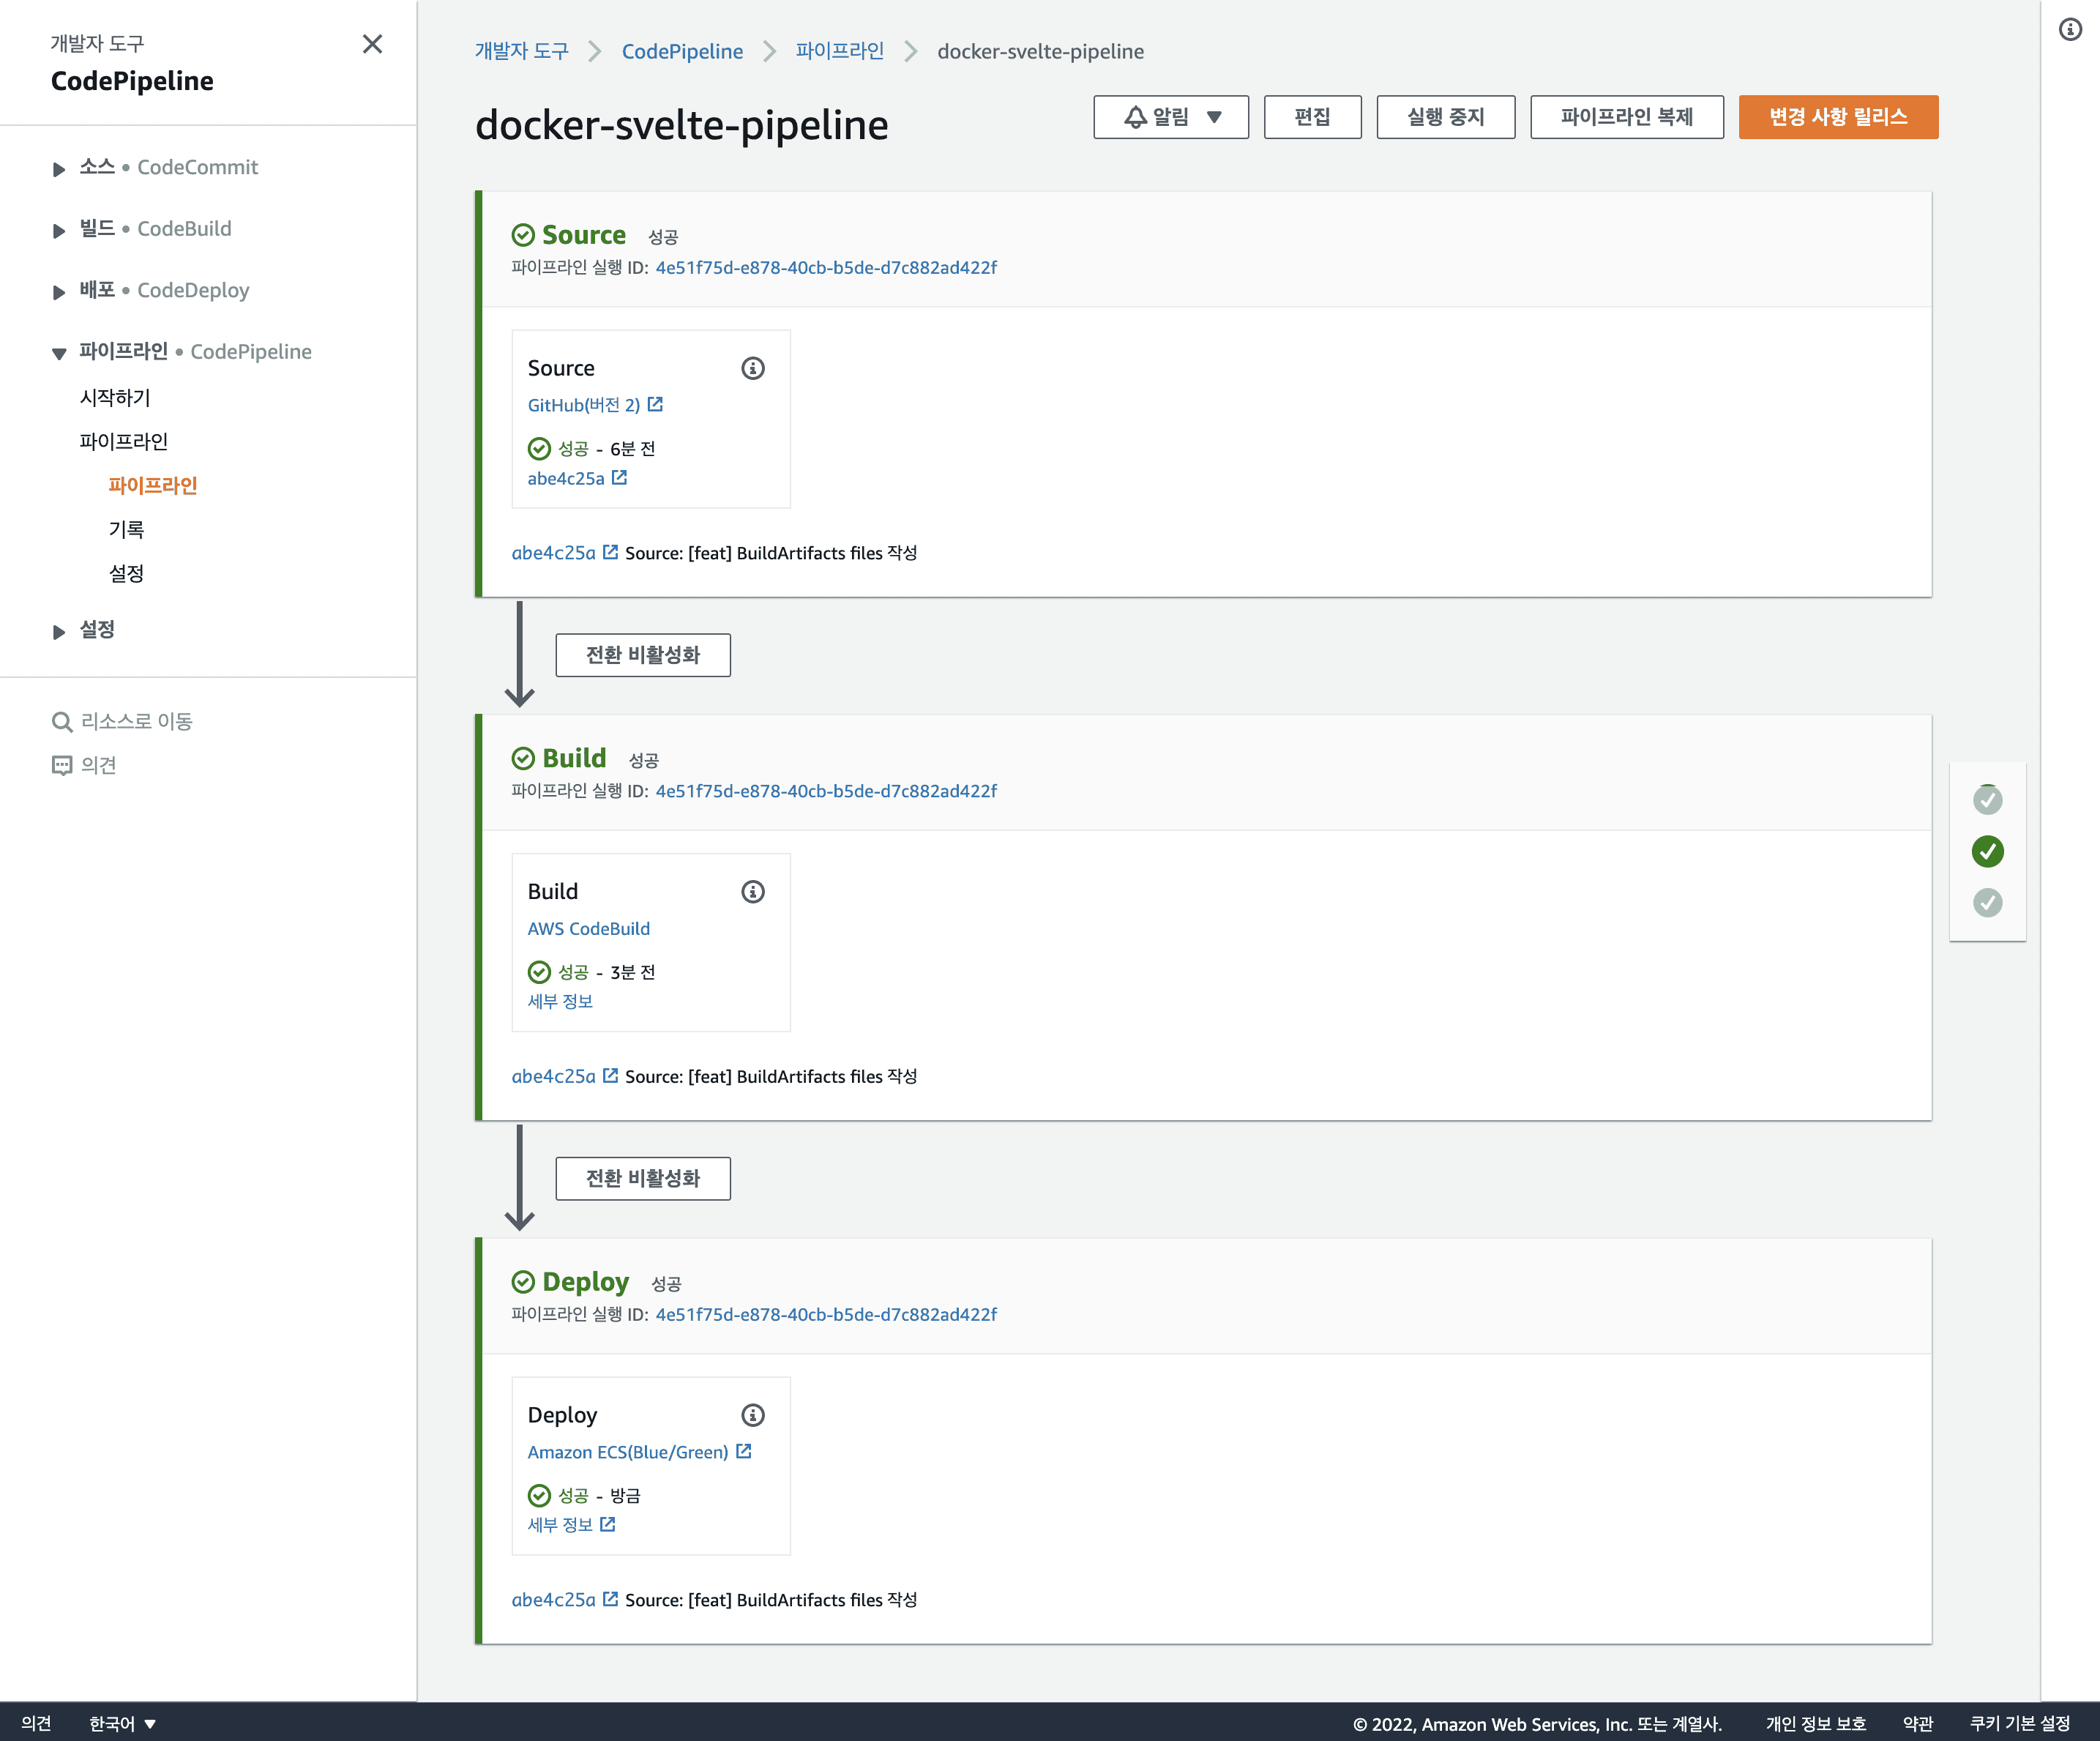 개발자 도구
CodePipeline
소스 • CodeCommit
빌드 • CodeBuild
배포 • CodeDeploy
파이프라인 • CodePipeline
시작하기
파이프라인
파이프라인
기록
설정
설정
리소스로 이동
의견
개발자 도구 > CodePipeline > 파이프라인 > docker-svelte-pipeline
docker-svelte-pipeline
알림 ▼ 편집 실행 중지 파이프라인 복제 변경 사항 릴리스
Source 성공
파이프라인 실행 ID: 4e51f75d-e878-40cb-b5de-d7c882ad422f
Source
GitHub(버전 2)
성공 - 6분 전
abe4c25a
abe4c25a Source: [feat] BuildArtifacts files 작성
전환 비활성화
Build 성공
파이프라인 실행 ID: 4e51f75d-e878-40cb-b5de-d7c882ad422f
Build
AWS CodeBuild
성공 - 3분 전
세부 정보
abe4c25a Source: [feat] BuildArtifacts files 작성
전환 비활성화
Deploy 성공
파이프라인 실행 ID: 4e51f75d-e878-40cb-b5de-d7c882ad422f
Deploy
Amazon ECS(Blue/Green)
성공 - 방금
세부 정보
abe4c25a Source: [feat] BuildArtifacts files 작성
의견 한국어 ▼ © 2022, Amazon Web Services, Inc. 또는 계열사. 개인 정보 보호 약관 쿠키 기본 설정